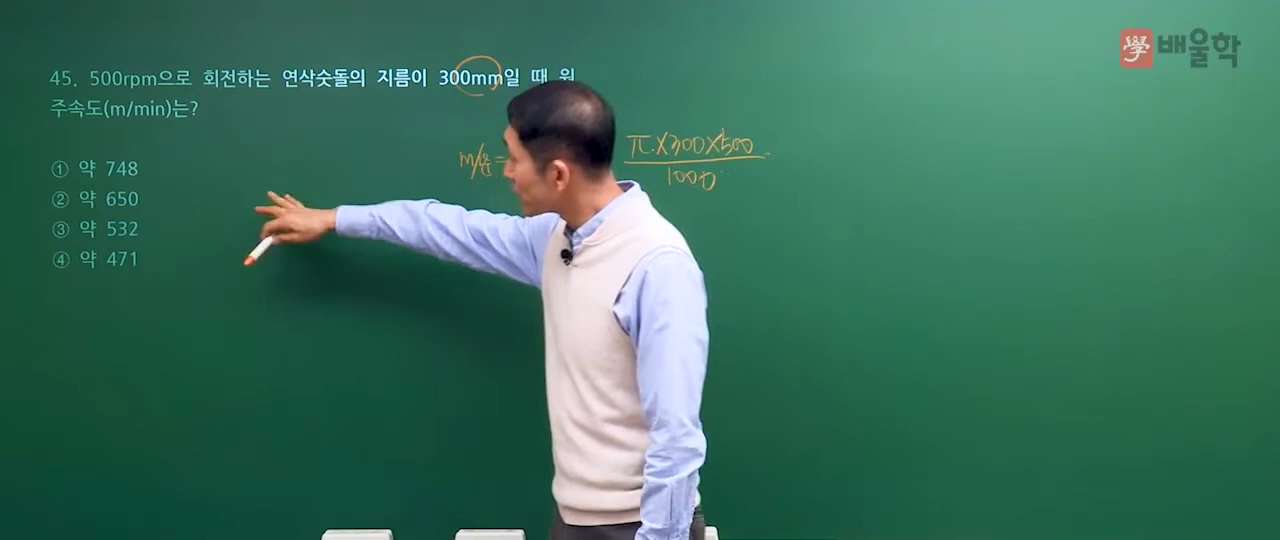 學 배울학
45. 500rpm으로 회전하는 연삭숫돌의 지름이 300mm일 때 원
주속도(m/min)는?
① 약 748
② 약 650
③ 약 532
④ 약 471
m/분 = π×300×500
1000